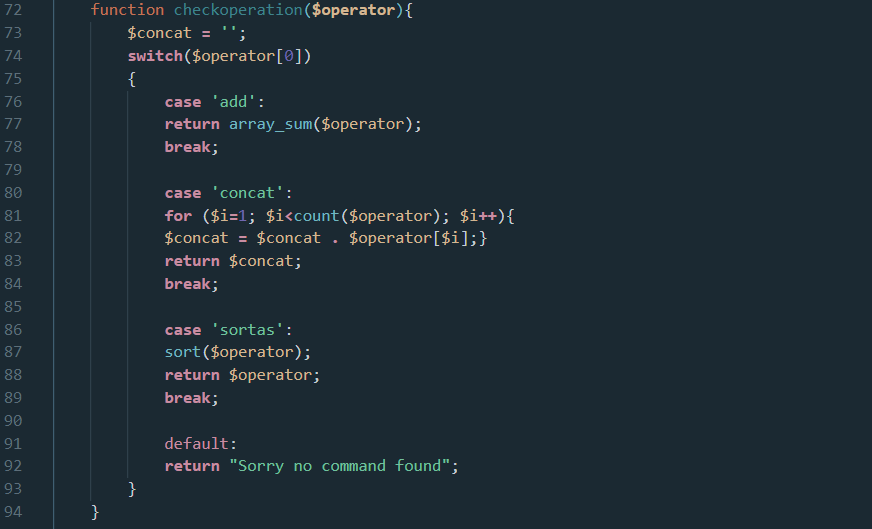 72 function checkoperation($operator){
73 $concat = '';
74 switch($operator[0])
75 {
76 case 'add':
77 return array_sum($operator);
78 break;
79
80 case 'concat':
81 for ($i=1; $i<count($operator); $i++){
82 $concat = $concat . $operator[$i];}
83 return $concat;
84 break;
85
86 case 'sortas':
87 sort($operator);
88 return $operator;
89 break;
90
91 default:
92 return "Sorry no command found";
93 }
94 }